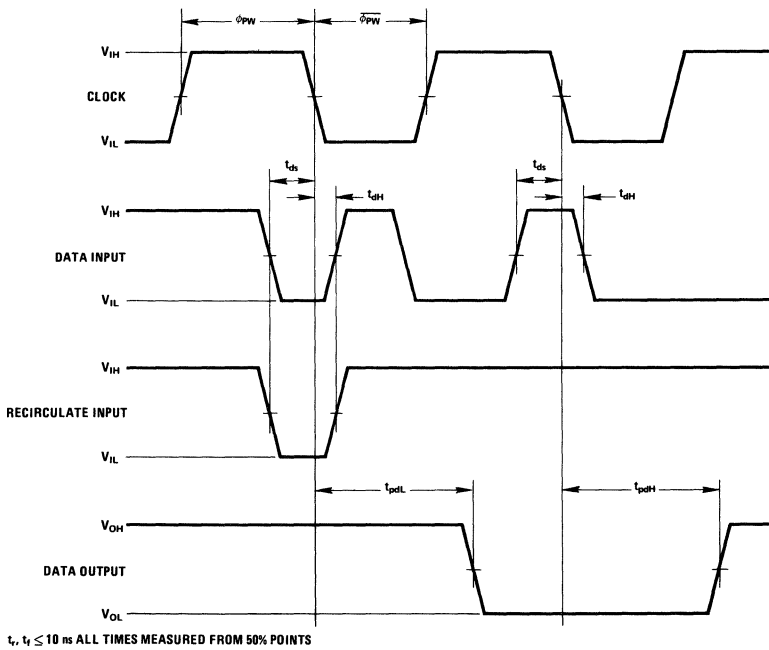 ϕPW
ϕPW
VIH
CLOCK
VIL
tds
tds
tdH
tdH
VIH
DATA INPUT
VIL
VIH
RECIRCULATE INPUT
VIL
tpdL
tpdH
VOH
DATA OUTPUT
VOL
tr, tf ≤ 10 ns ALL TIMES MEASURED FROM 50% POINTS